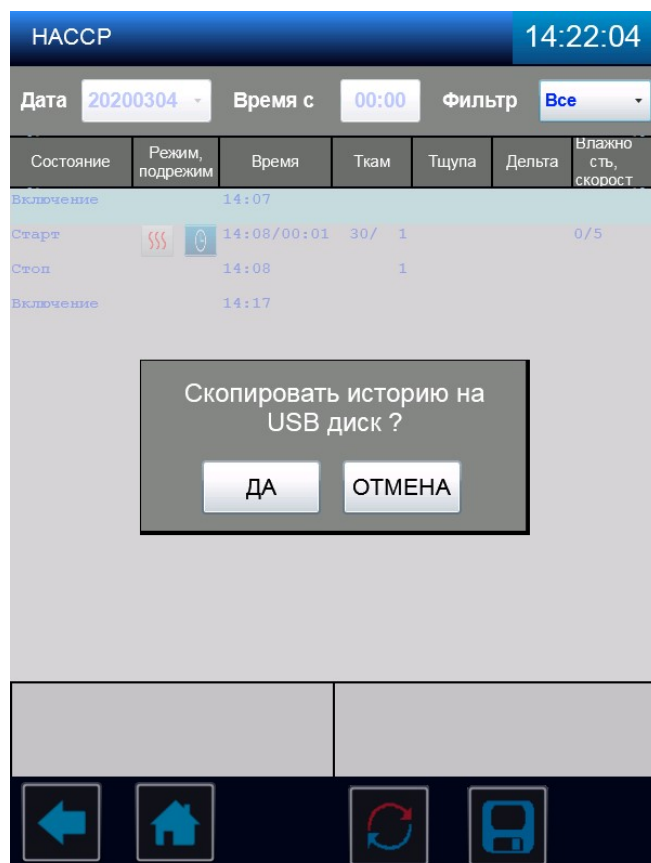 НАССР 14:22:04
Дата 20200304 Время с 00:00 Фильтр Все
Состояние Режим, подрежим Время Ткам Тщупа Дельта Влажно сть, скорост
Включение 14:07
Старт 14:08/00:01 30/ 1 0/5
Стоп 14:08 1
Включение 14:17
Скопировать историю на
USB диск ?
ДА ОТМЕНА